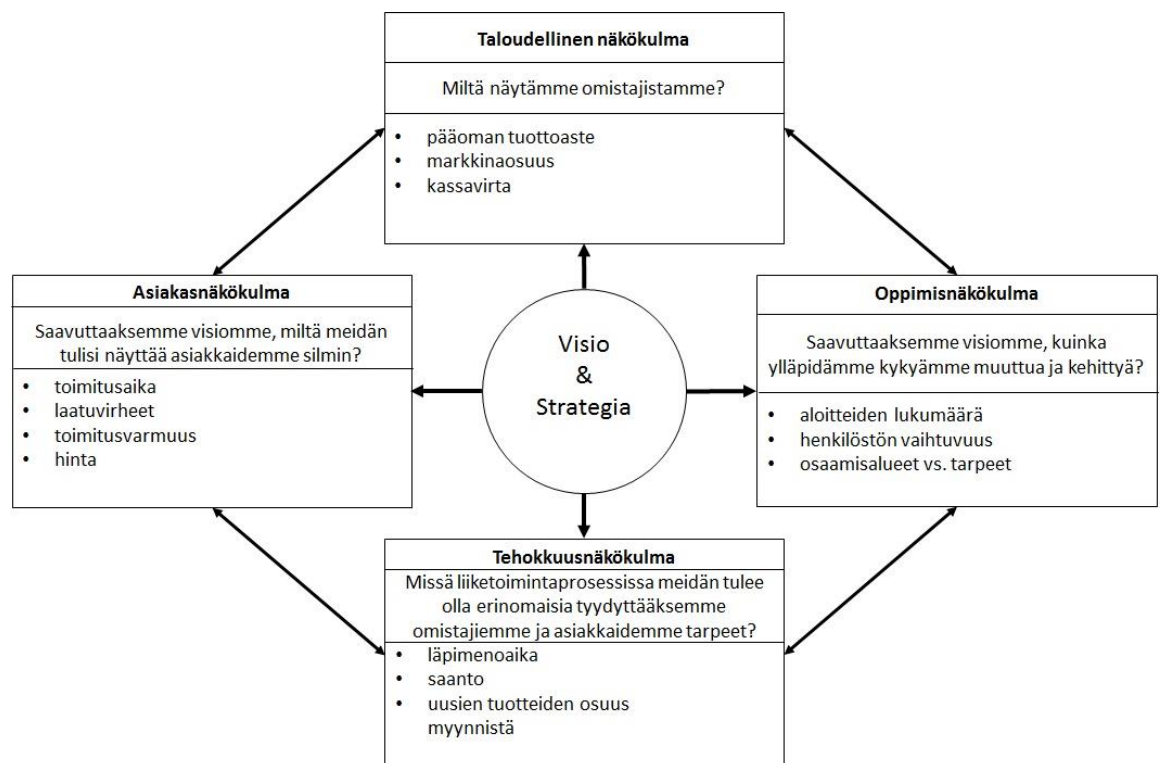 Taloudellinen näkökulma
Miltä näytämme omistajistamme?
• pääoman tuottoaste
• markkinaosuus
• kassavirta
Asiakasnäkökulma
Saavuttaaksemme visiomme, miltä meidän
tulisi näyttää asiakkaidemme silmin?
• toimitusaika
• laatuvirheet
• toimitusvarmuus
• hinta
Visio
&
Strategia
Oppimisnäkökulma
Saavuttaaksemme visiomme, kuinka
ylläpidämme kykyämme muuttua ja kehittyä?
• aloitteiden lukumäärä
• henkilöstön vaihtuvuus
• osaamisalueet vs. tarpeet
Tehokkuusnäkökulma
Missä liiketoimintaprosessissa meidän tulee
olla erinomaisia tyydyttääksemme
omistajiemme ja asiakkaidemme tarpeet?
• läpimenoaika
• saanto
• uusien tuotteiden osuus
myynnistä